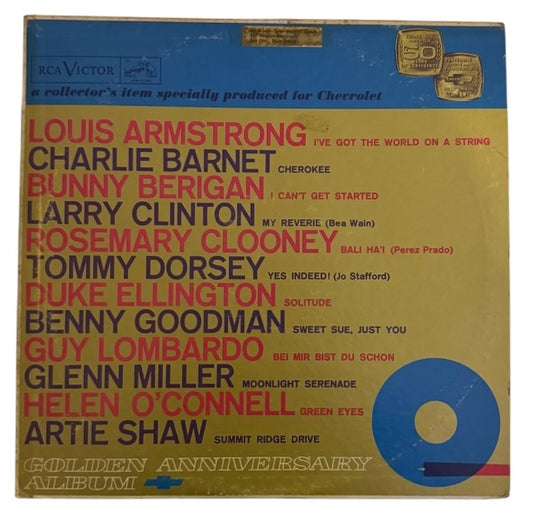 50
RCA VICTOR
a collector's item specially produced for Chevrolet
LOUIS ARMSTRONG I'VE GOT THE WORLD ON A STRING
CHARLIE BARNET CHEROKEE
BUNNY BERIGAN I CAN'T GET STARTED
LARRY CLINTON MY REVERIE (Bea Wain)
ROSEMARY CLOONEY BALI HA'I (Perez Prado)
TOMMY DORSEY YES INDEED! (Jo Stafford)
DUKE ELLINGTON SOLITUDE
BENNY GOODMAN SWEET SUE, JUST YOU
GUY LOMBARDO BEI MIR BIST DU SCHON
GLENN MILLER MOONLIGHT SERENADE
HELEN O'CONNELL GREEN EYES
ARTIE SHAW SUMMIT RIDGE DRIVE
GOLDEN ANNIVERSARY
ALBUM